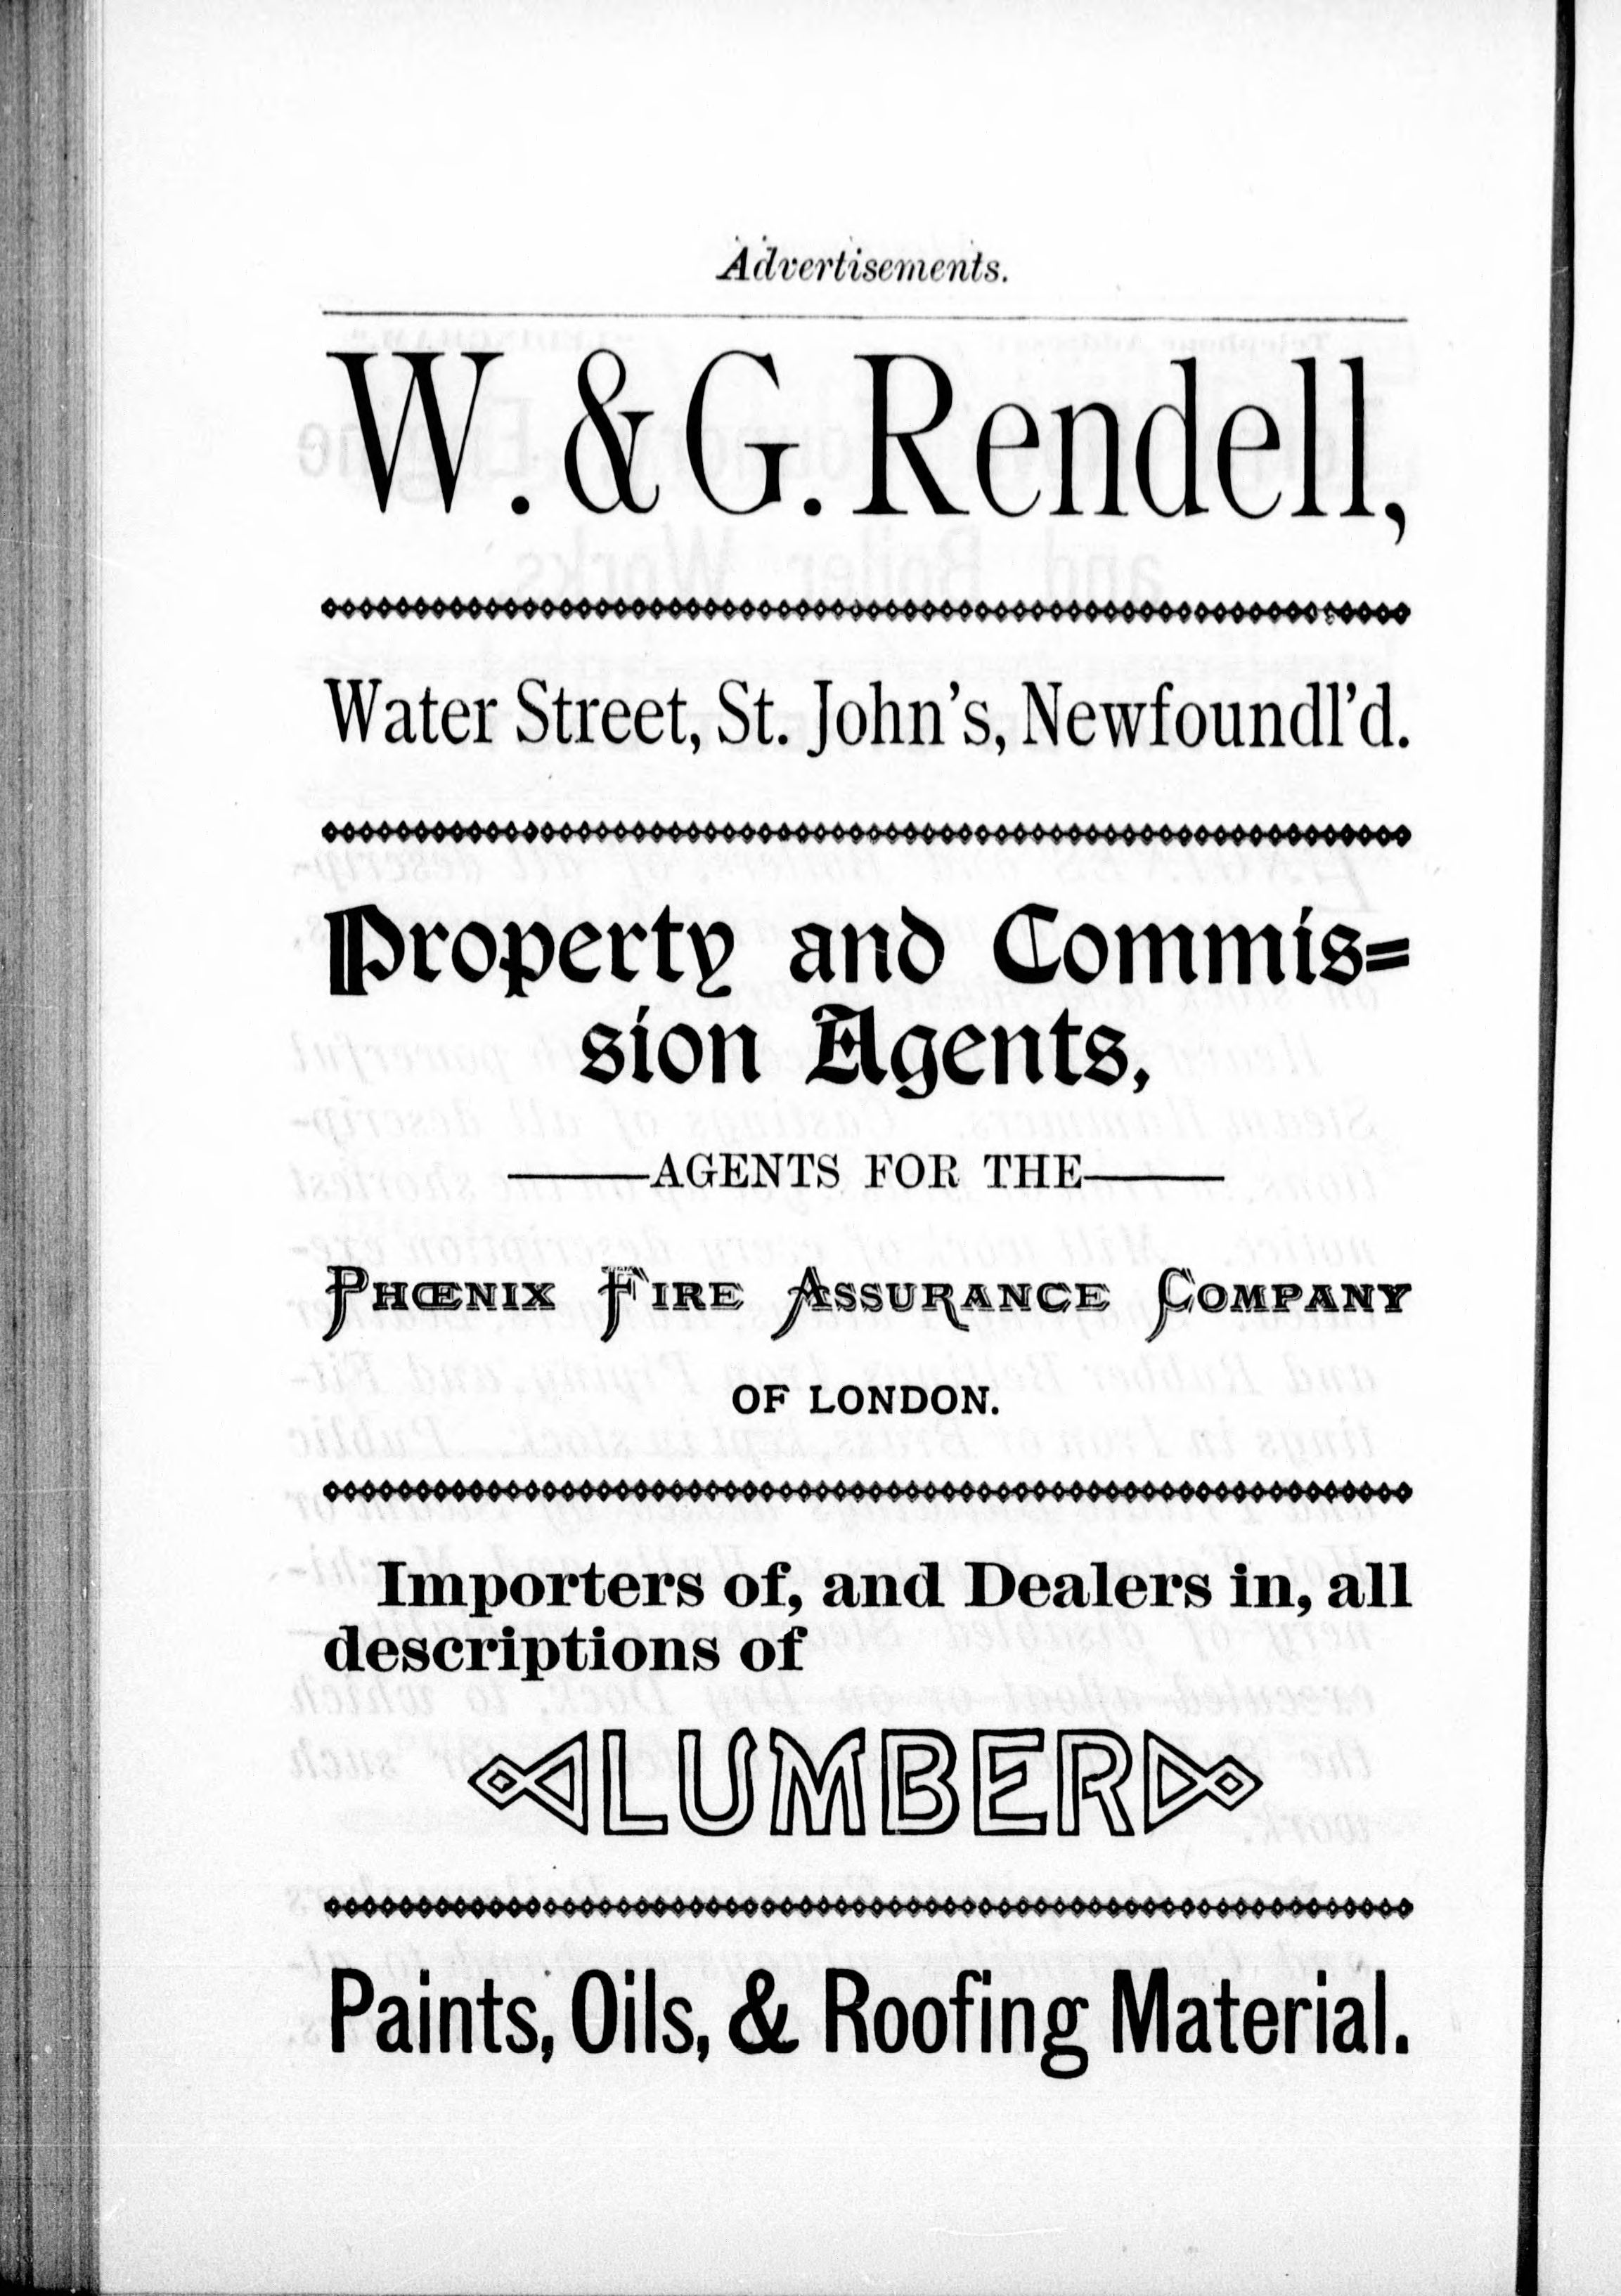 Advertisements.
W. & G. Rendell,
Water Street, St. John's, Newfoundl'd.
Property and Commis=
sion Agents,
——AGENTS FOR THE——
PHŒNIX FIRE ASSURANCE COMPANY
OF LONDON.
Importers of, and Dealers in, all
descriptions of
LUMBER
Paints, Oils, & Roofing Material.